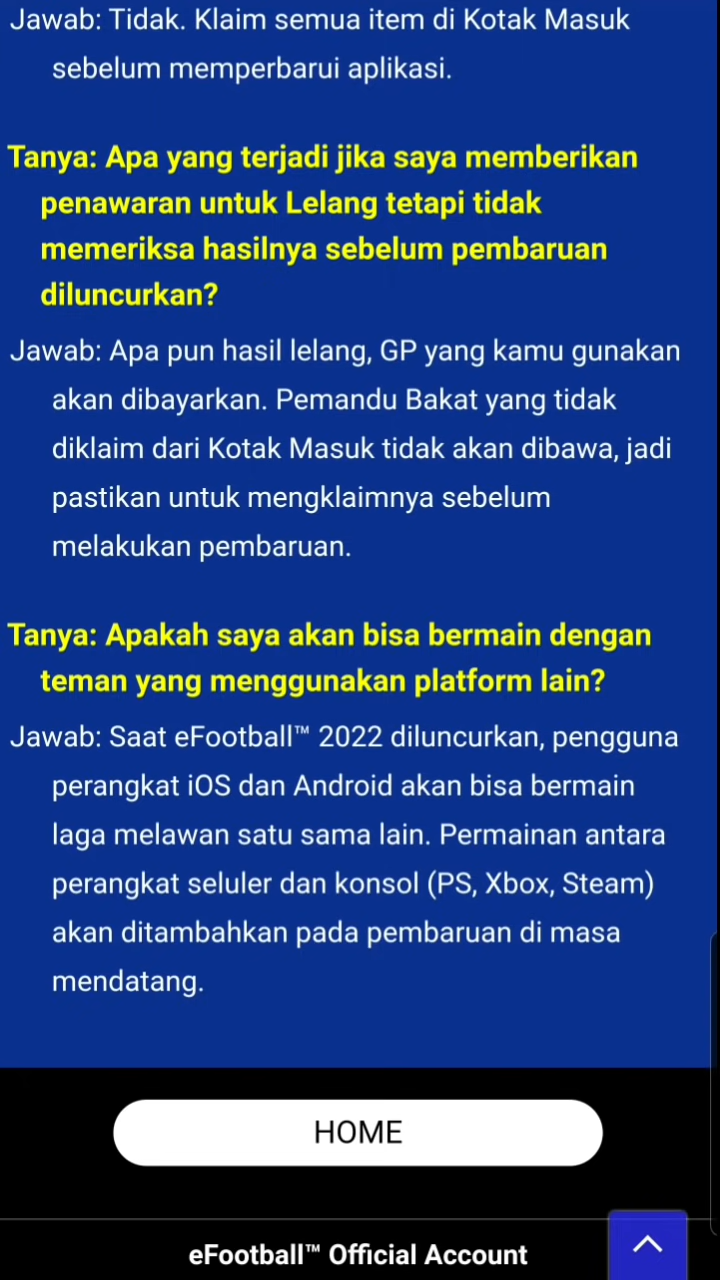 Jawab: Tidak. Klaim semua item di Kotak Masuk
sebelum memperbarui aplikasi.
Tanya: Apa yang terjadi jika saya memberikan
penawaran untuk Lelang tetapi tidak
memeriksa hasilnya sebelum pembaruan
diluncurkan?
Jawab: Apa pun hasil lelang, GP yang kamu gunakan
akan dibayarkan. Pemandu Bakat yang tidak
diklaim dari Kotak Masuk tidak akan dibawa, jadi
pastikan untuk mengklaimnya sebelum
melakukan pembaruan.
Tanya: Apakah saya akan bisa bermain dengan
teman yang menggunakan platform lain?
Jawab: Saat eFootball™ 2022 diluncurkan, pengguna
perangkat iOS dan Android akan bisa bermain
laga melawan satu sama lain. Permainan antara
perangkat seluler dan konsol (PS, Xbox, Steam)
akan ditambahkan pada pembaruan di masa
mendatang.
HOME
eFootball™ Official Account